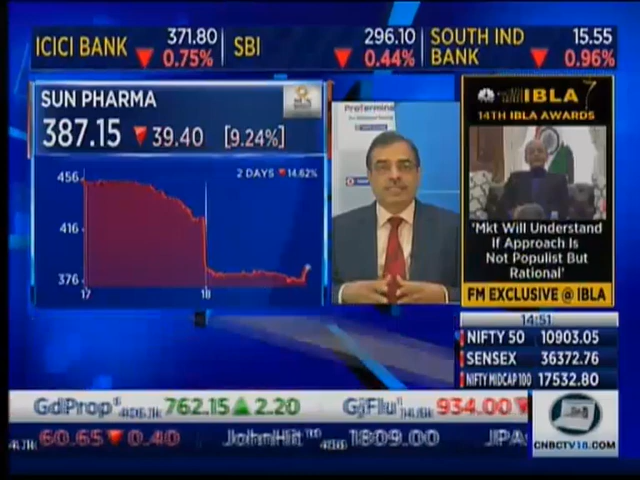 ICICI BANK 371.80 ▼ 0.75%
SBI 296.10 ▼ 0.44%
SOUTH IND BANK 15.55 ▼ 0.96%
SUN PHARMA
387.15 ▼ 39.40 [9.24%]
2 DAYS ▼ 14.62%
456
416
376
17 18
IBLA
14TH IBLA AWARDS
'Mkt Will Understand
If Approach Is
Not Populist But
Rational'
FM EXCLUSIVE @ IBLA
14:51
NIFTY 50 10903.05
SENSEX 36372.76
NIFTY MIDCAP 100 17532.80
GdProp 762.15 ▲ 2.20
934.00 ▼
60.65 ▼ 0.40
1809.00
JPA
CNBCTV18.COM